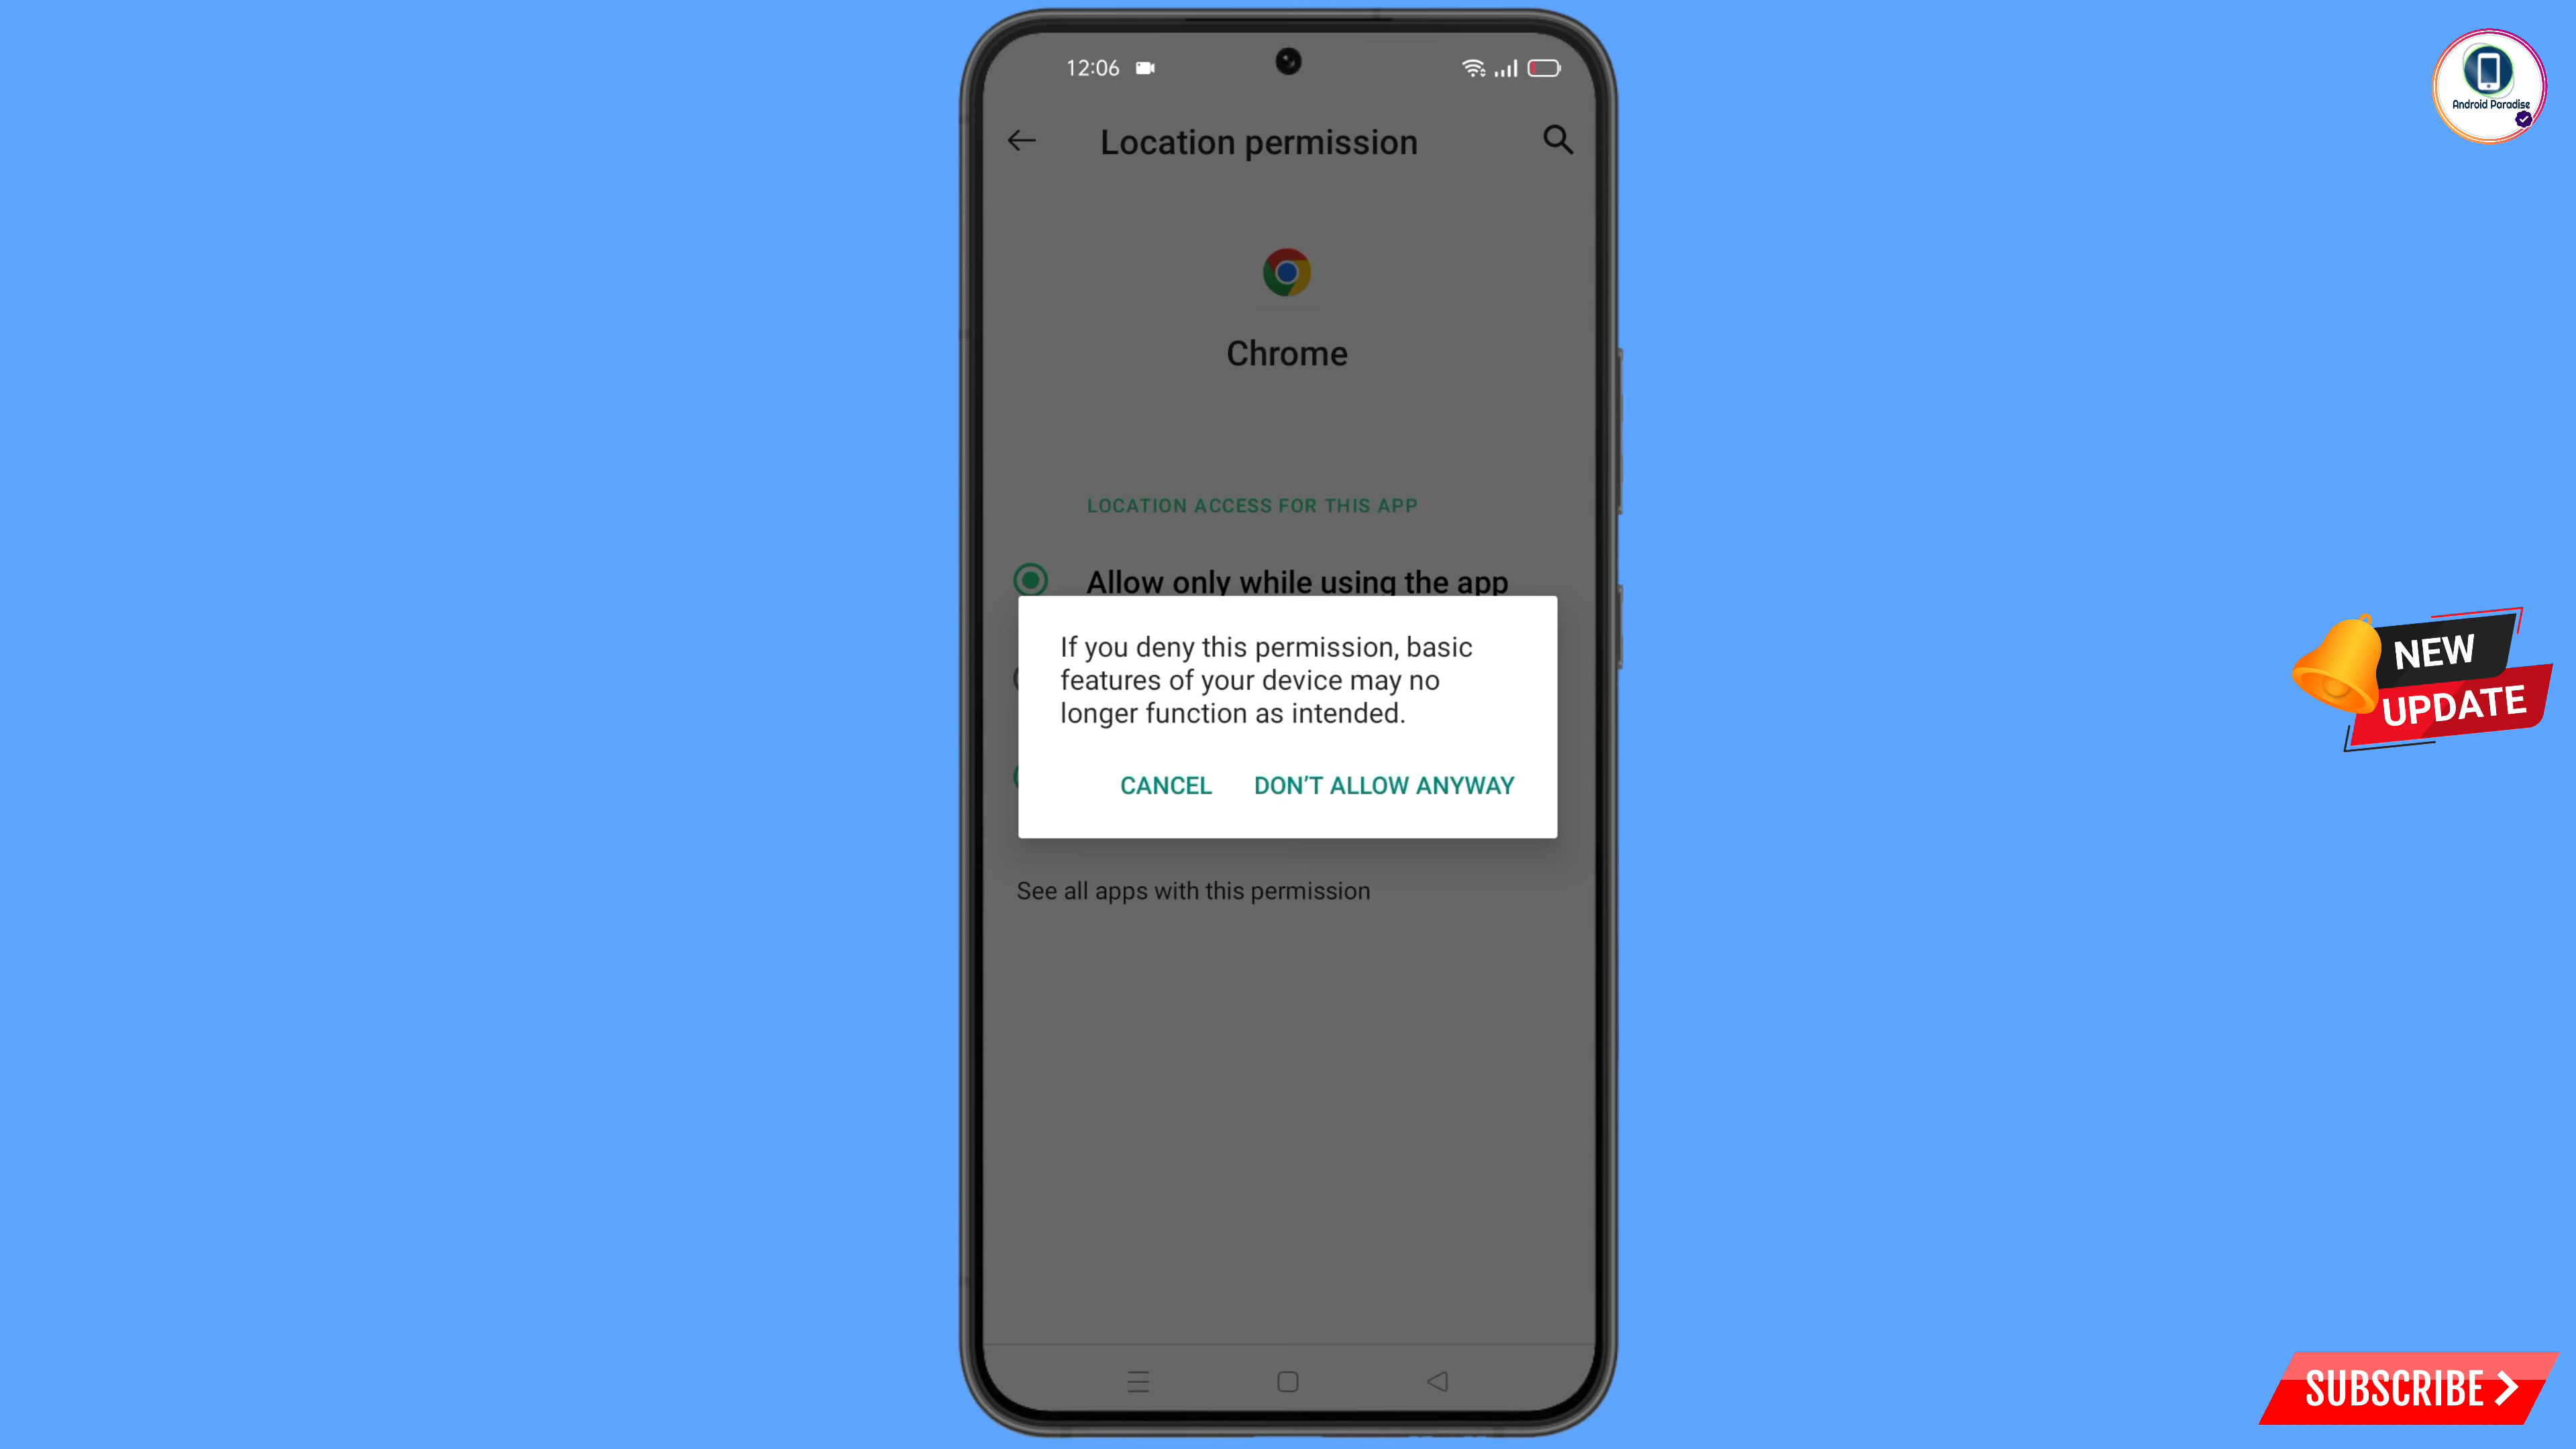 12:06
Location permission
Chrome
LOCATION ACCESS FOR THIS APP
Allow only while using the app
If you deny this permission, basic
features of your device may no
longer function as intended.
CANCEL DON'T ALLOW ANYWAY
See all apps with this permission
Android Paradise
NEW
UPDATE
SUBSCRIBE